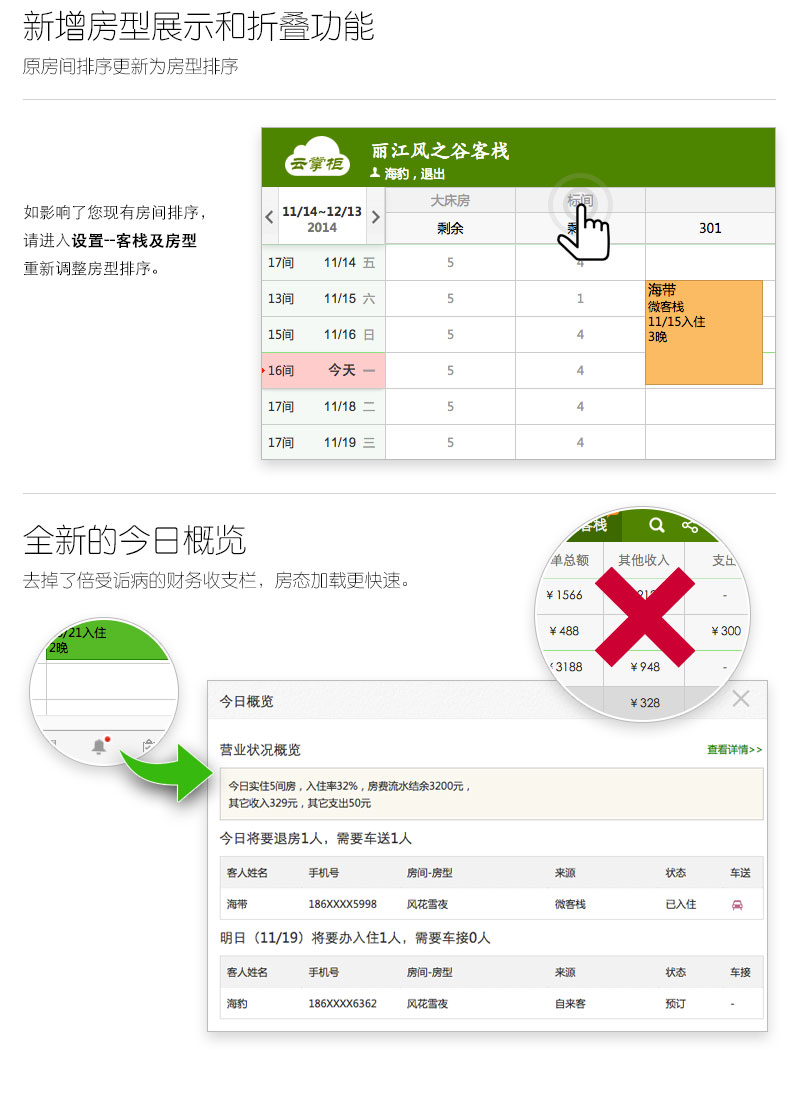 新增房型展示和折叠功能
原房间排序更新为房型排序
如影响了您现有房间排序，
请进入设置--客栈及房型
重新调整房型排序。
云掌柜
丽江风之谷客栈
海豹，退出
11/14~12/13
2014
大床房 标间
剩余 301
17间 11/14 五 5 4
13间 11/15 六 5 1
15间 11/16 日 5 4
16间 今天 一 5 4
17间 11/18 二 5 4
17间 11/19 三 5 4
海带
微客栈
11/15入住
3晚
全新的今日概览
去掉了倍受诟病的财务收支栏，房态加载更快速。
客栈
单总额 其他收入 支出
¥1566 -
¥488 ¥300
3188 ¥948 -
¥328
/21入住
2晚
今日概览
营业状况概览 查看详情>>
今日实住5间房，入住率32%，房费流水结余3200元，
其它收入329元，其它支出50元
今日将要退房1人，需要车送1人
客人姓名 手机号 房间-房型 来源 状态 车送
海带 186XXXX5998 风花雪夜 微客栈 已入住
明日（11/19）将要办入住1人，需要车接0人
客人姓名 手机号 房间-房型 来源 状态 车接
海豹 186XXXX6362 风花雪夜 自来客 预订 -